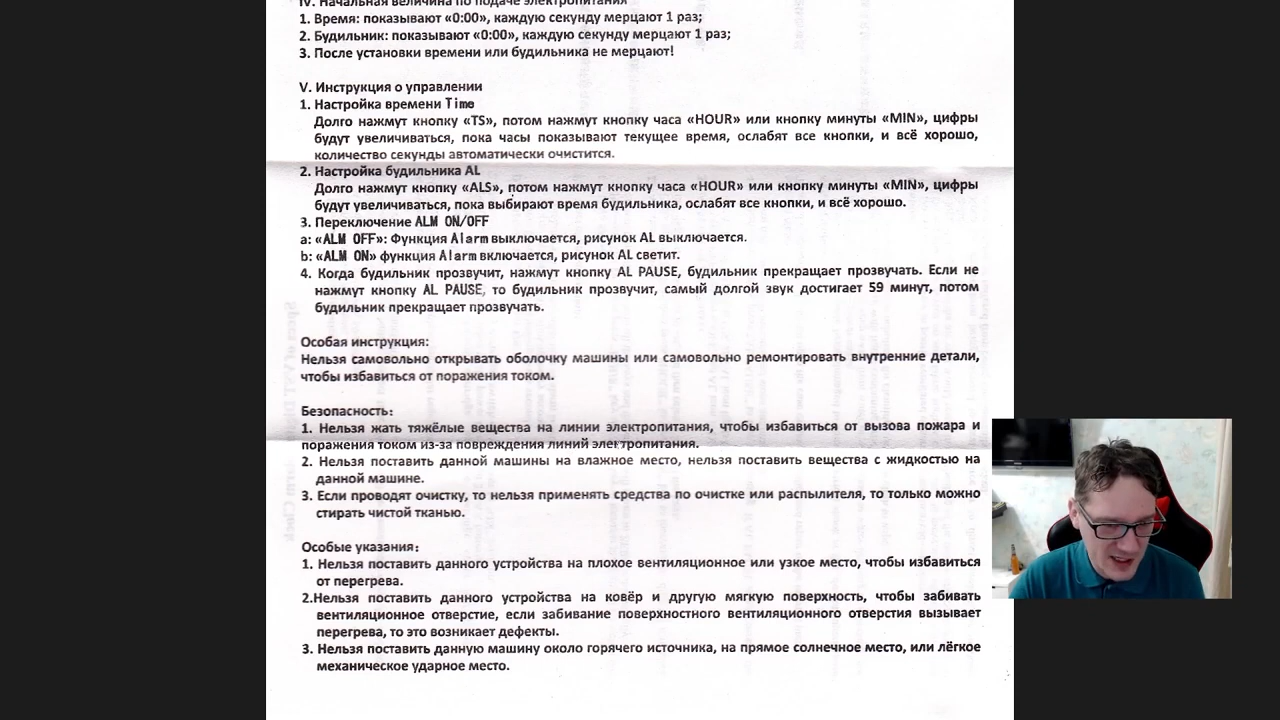 IV. Начальная величина по подаче электропитания
1. Время: показывают «0:00», каждую секунду мерцают 1 раз;
2. Будильник: показывают «0:00», каждую секунду мерцают 1 раз;
3. После установки времени или будильника не мерцают!
V. Инструкция о управлении
1. Настройка времени Time
Долго нажмут кнопку «TS», потом нажмут кнопку часа «HOUR» или кнопку минуты «MIN», цифры
будут увеличиваться, пока часы показывают текущее время, ослабят все кнопки, и всё хорошо,
количество секунды автоматически очистится.
2. Настройка будильника AL
Долго нажмут кнопку «ALS», потом нажмут кнопку часа «HOUR» или кнопку минуты «MIN», цифры
будут увеличиваться, пока выбирают время будильника, ослабят все кнопки, и всё хорошо.
3. Переключение ALM ON/OFF
a: «ALM OFF»: Функция Alarm выключается, рисунок AL выключается.
b: «ALM ON» функция Alarm включается, рисунок AL светит.
4. Когда будильник прозвучит, нажмут кнопку AL PAUSE, будильник прекращает прозвучать. Если не
нажмут кнопку AL PAUSE, то будильник прозвучит, самый долгой звук достигает 59 минут, потом
будильник прекращает прозвучать.
Особая инструкция:
Нельзя самовольно открывать оболочку машины или самовольно ремонтировать внутренние детали,
чтобы избавиться от поражения током.
Безопасность:
1. Нельзя жать тяжёлые вещества на линии электропитания, чтобы избавиться от вызова пожара и
поражения током из-за повреждения линий электропитания.
2. Нельзя поставить данной машины на влажное место, нельзя поставить вещества с жидкостью на
данной машине.
3. Если проводят очистку, то нельзя применять средства по очистке или распылителя, то только можно
стирать чистой тканью.
Особые указания:
1. Нельзя поставить данного устройства на плохое вентиляционное или узкое место, чтобы избавиться
от перегрева.
2.Нельзя поставить данного устройства на ковёр и другую мягкую поверхность, чтобы забивать
вентиляционное отверстие, если забивание поверхностного вентиляционного отверстия вызывает
перегрева, то это возникает дефекты.
3. Нельзя поставить данную машину около горячего источника, на прямое солнечное место, или лёгкое
механическое ударное место.